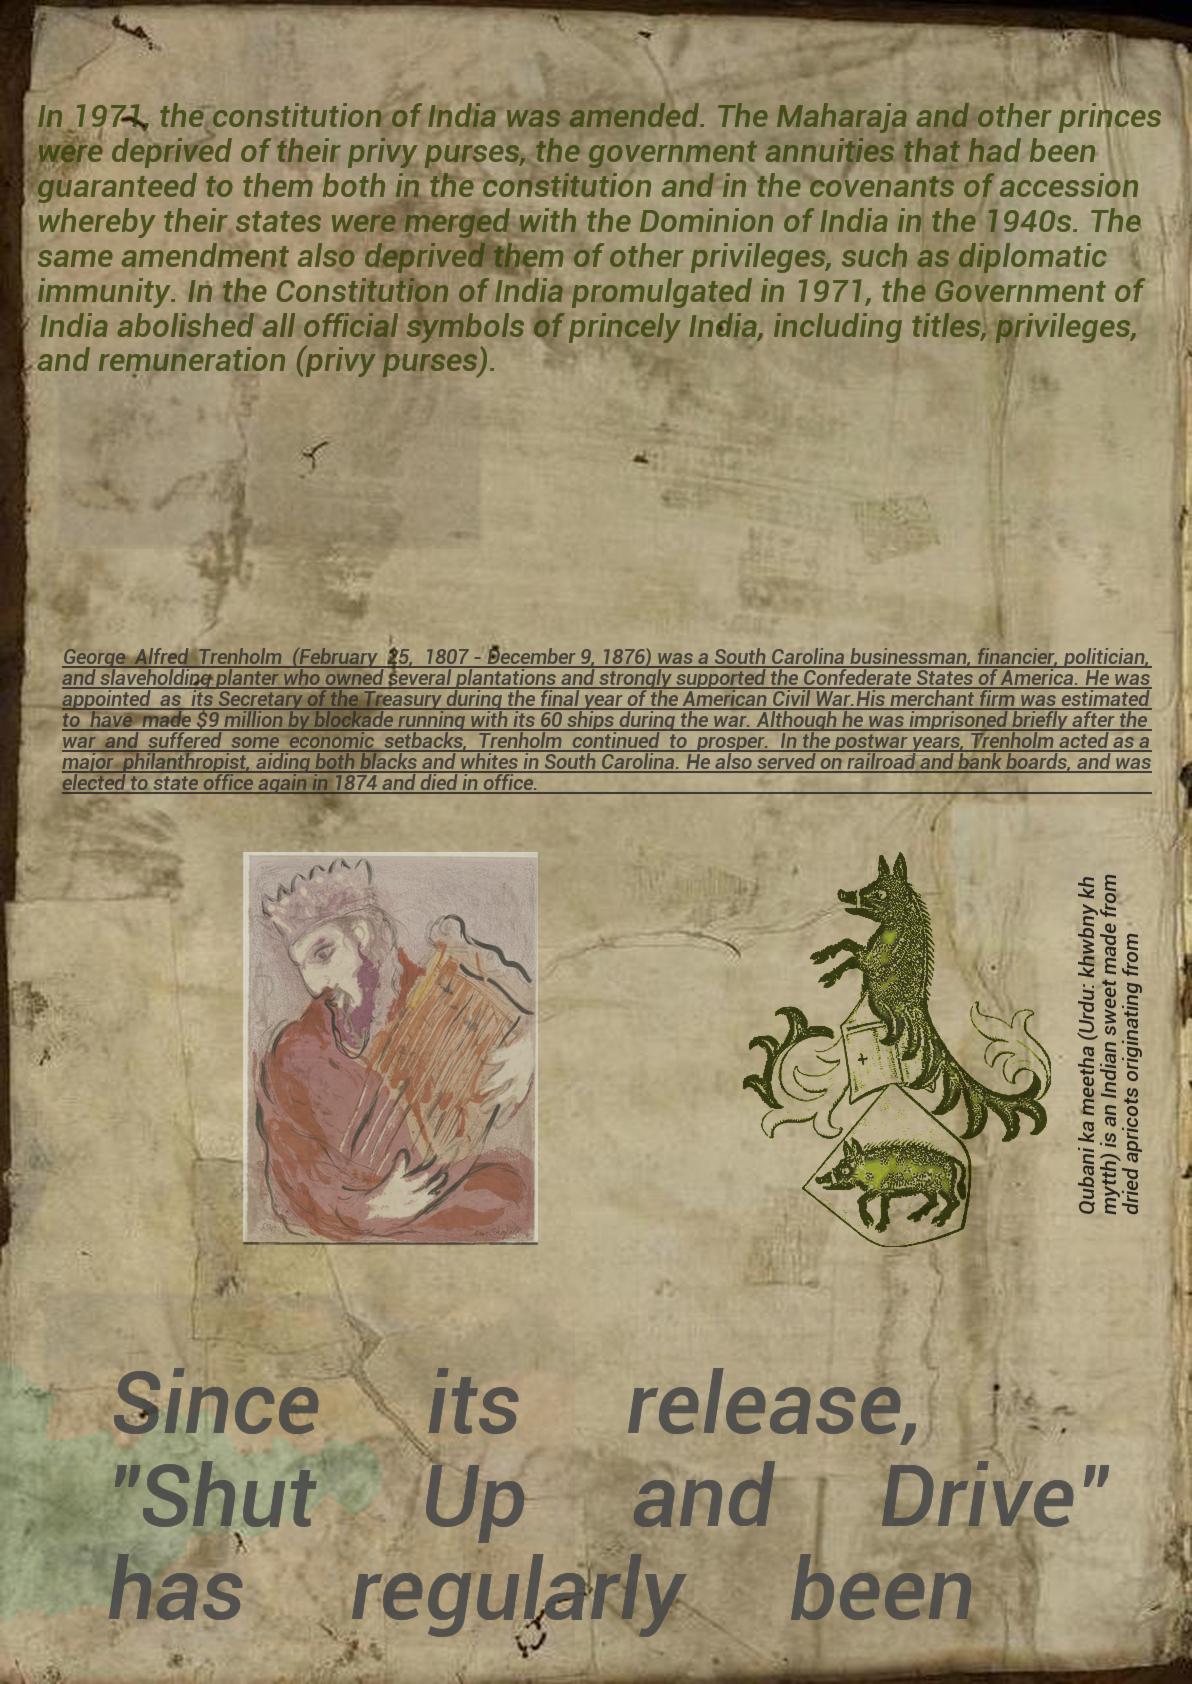 In 1971, the constitution of India was amended. The Maharaja and other princes
were deprived of their privy purses, the government annuities that had been
guaranteed to them both in the constitution and in the covenants of accession
whereby their states were merged with the Dominion of India in the 1940s. The
same amendment also deprived them of other privileges, such as diplomatic
immunity. In the Constitution of India promulgated in 1971, the Government of
India abolished all official symbols of princely India, including titles, privileges,
and remuneration (privy purses).
George Alfred Trenholm (February 25, 1807 - December 9, 1876) was a South Carolina businessman, financier, politician,
and slaveholding planter who owned several plantations and strongly supported the Confederate States of America. He was
appointed as its Secretary of the Treasury during the final year of the American Civil War.His merchant firm was estimated
to have made $9 million by blockade running with its 60 ships during the war. Although he was imprisoned briefly after the
war and suffered some economic setbacks, Trenholm continued to prosper. In the postwar years, Trenholm acted as a
major philanthropist, aiding both blacks and whites in South Carolina. He also served on railroad and bank boards, and was
elected to state office again in 1874 and died in office.
Qubani ka meetha (Urdu: khwbny kh
mytth) is an Indian sweet made from
dried apricots originating from
Since its release,
"Shut Up and Drive"
has regularly been